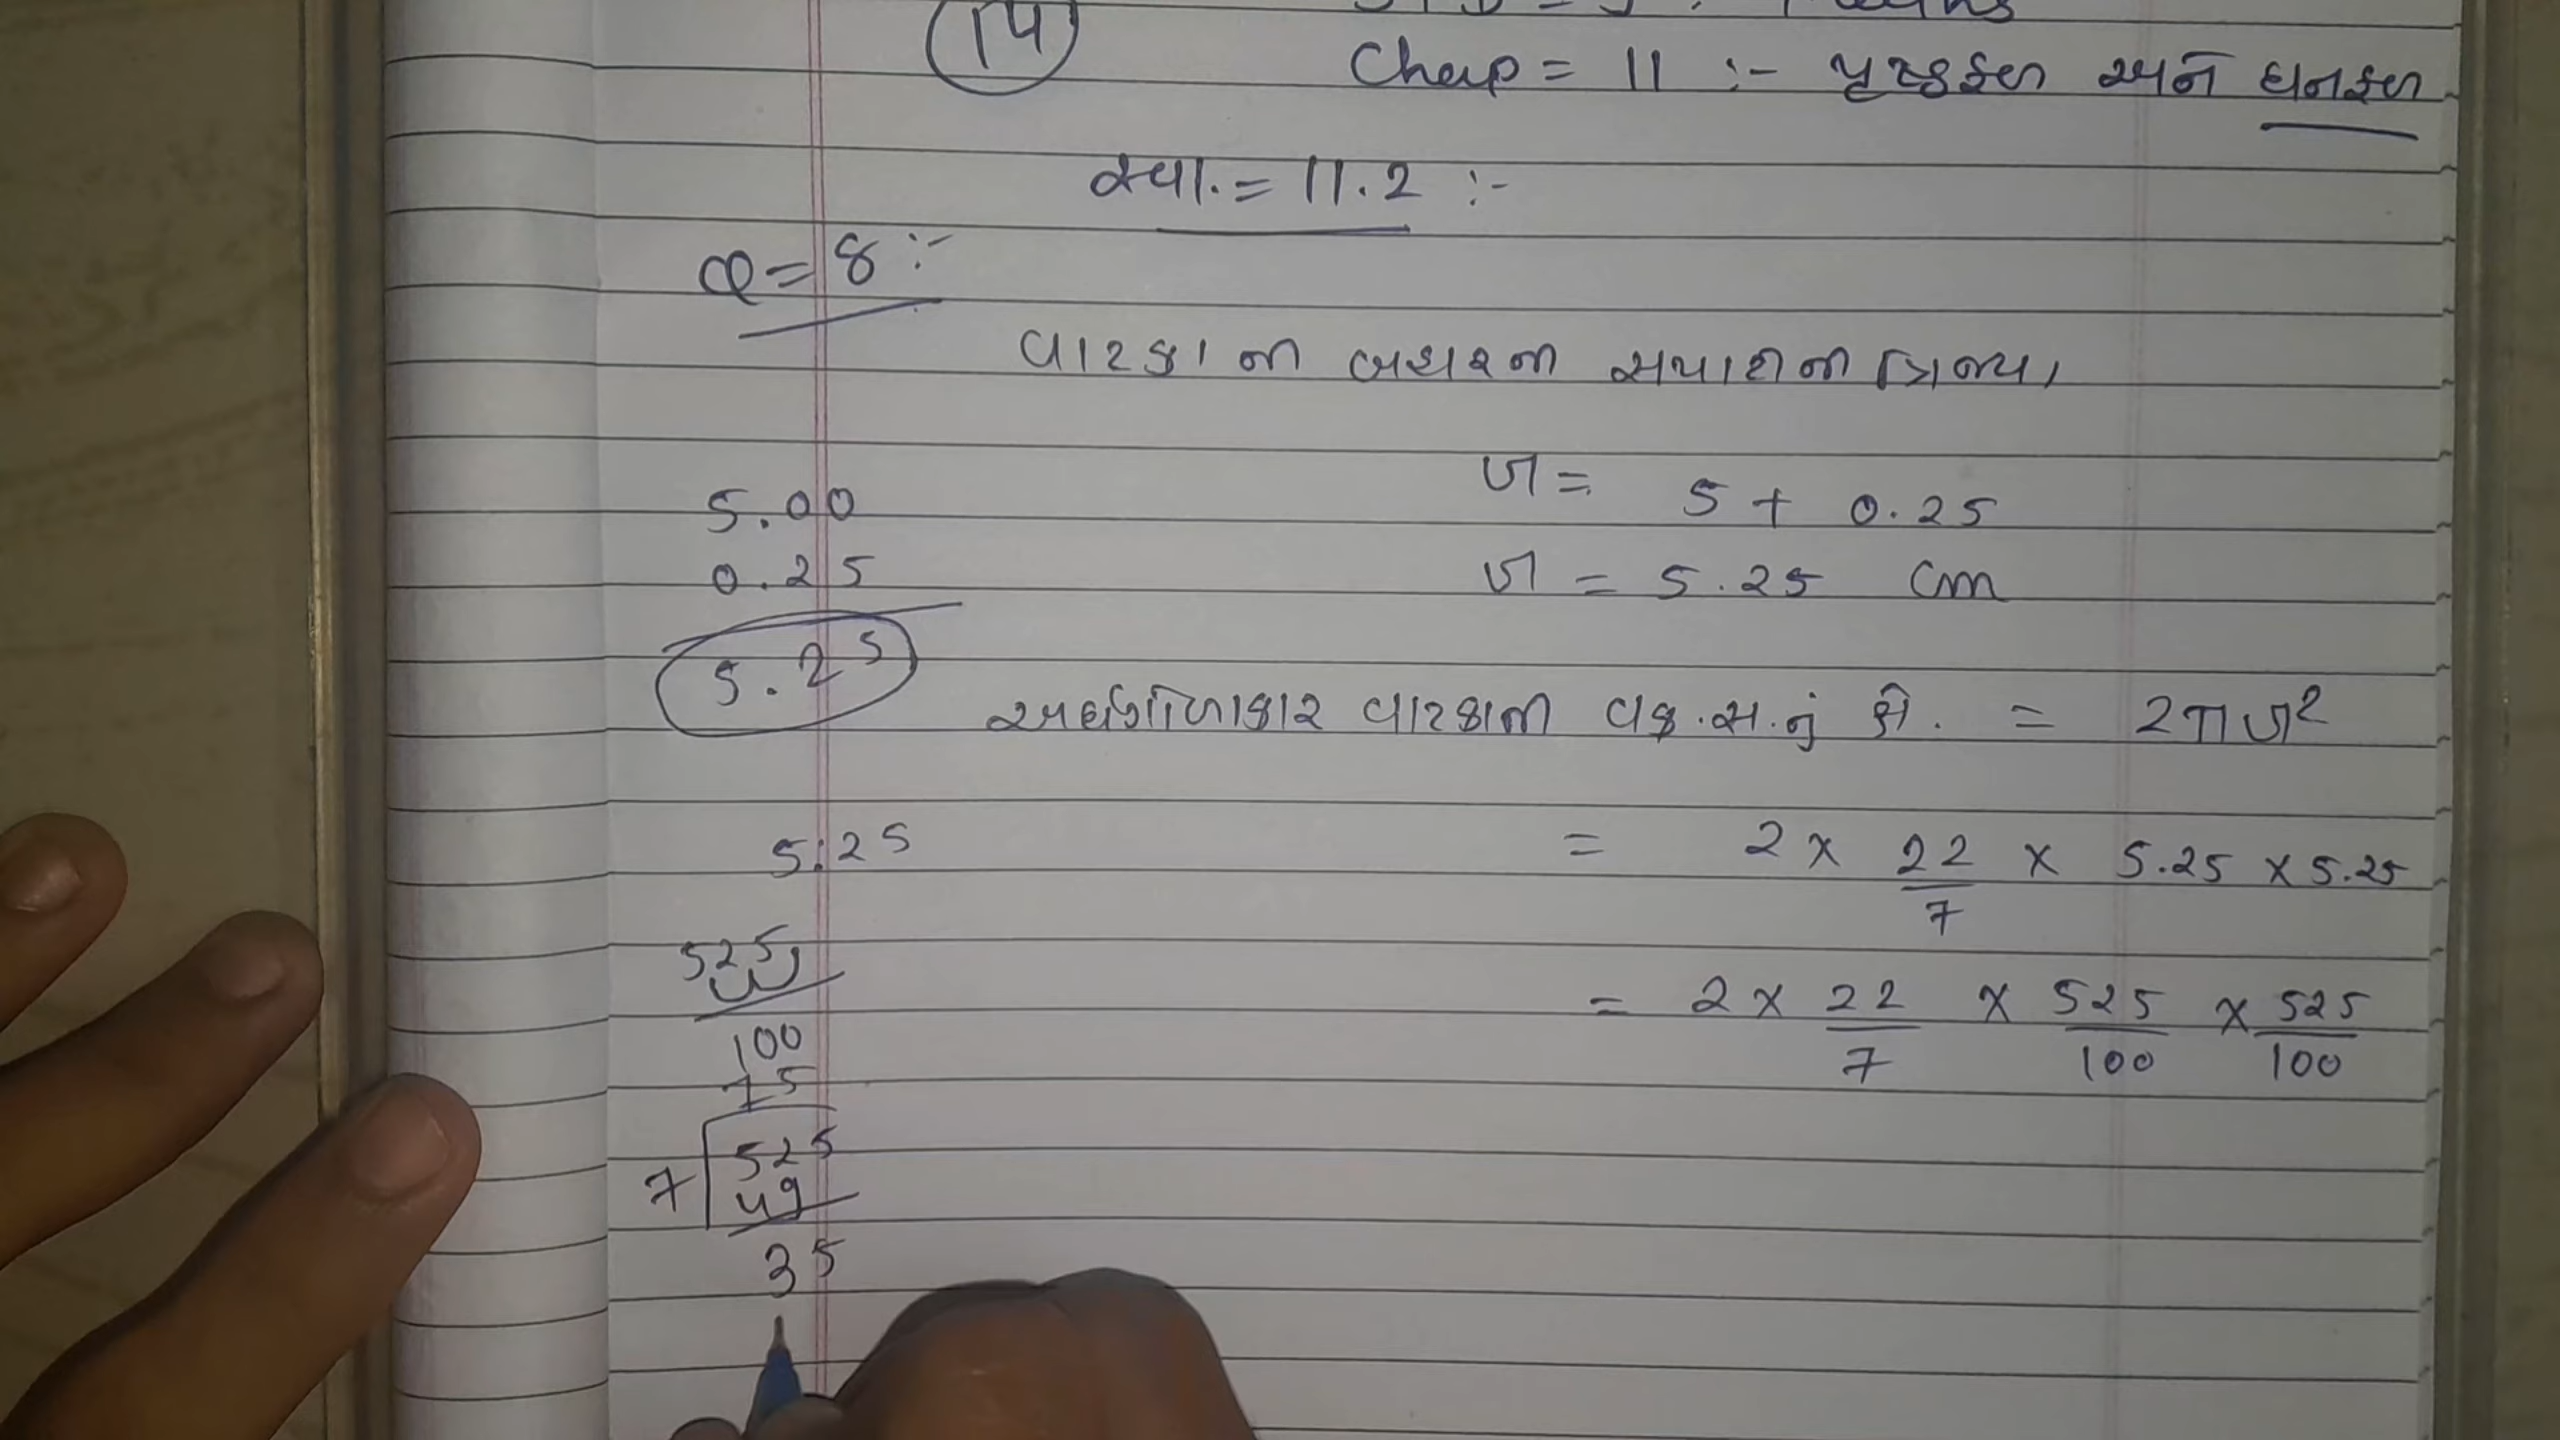 14
Chap = 11 :- પૃષ્ઠફળ અને ઘનફળ
સ્વા. = 11.2 :-
Q = 8 :-
વાટકાની બહારની સપાટીની ત્રિજ્યા
r = 5 + 0.25
r = 5.25 cm
5.00
0.25
5.25
અર્ધગોળાકાર વાટકાની વક્ર.સ.નું ક્ષે. = 2πr²
= 2 × 22/7 × 5.25 × 5.25
= 2 × 22/7 × 525/100 × 525/100
5.25
525
100
75
7 525
49
35